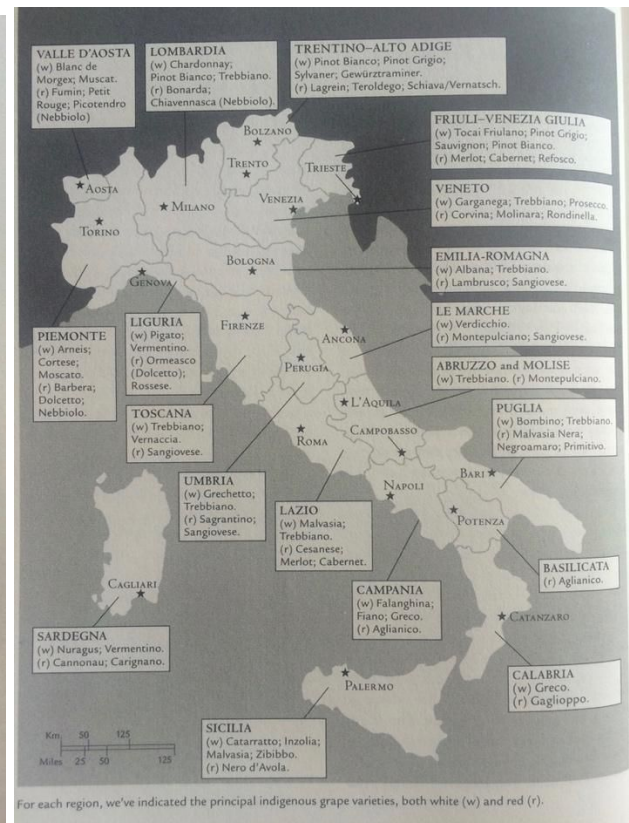 VALLE D'AOSTA
(w) Blanc de
Morgex; Muscat.
(r) Fumin; Petit
Rouge; Picotendro
(Nebbiolo)
LOMBARDIA
(w) Chardonnay;
Pinot Bianco; Trebbiano.
(r) Bonarda;
Chiavennasca (Nebbiolo).
TRENTINO–ALTO ADIGE
(w) Pinot Bianco; Pinot Grigio;
Sylvaner; Gewürztraminer.
(r) Lagrein; Teroldego; Schiava/Vernatsch.
FRIULI–VENEZIA GIULIA
(w) Tocai Friulano; Pinot Grigio;
Sauvignon; Pinot Bianco.
(r) Merlot; Cabernet; Refosco.
BOLZANO
TRENTO
TRIESTE
AOSTA
MILANO
VENEZIA
VENETO
(w) Garganega; Trebbiano; Prosecco.
(r) Corvina; Molinara; Rondinella.
TORINO
BOLOGNA
GENOVA
EMILIA-ROMAGNA
(w) Albana; Trebbiano.
(r) Lambrusco; Sangiovese.
PIEMONTE
(w) Arneis;
Cortese;
Moscato.
(r) Barbera;
Dolcetto;
Nebbiolo.
LIGURIA
(w) Pigato;
Vermentino.
(r) Ormeasco
(Dolcetto);
Rossese.
FIRENZE
ANCONA
PERUGIA
LE MARCHE
(w) Verdicchio.
(r) Montepulciano; Sangiovese.
ABRUZZO and MOLISE
(w) Trebbiano. (r) Montepulciano.
TOSCANA
(w) Trebbiano;
Vernaccia.
(r) Sangiovese.
L'AQUILA
ROMA
CAMPOBASSO
PUGLIA
(w) Bombino; Trebbiano.
(r) Malvasia Nera;
Negroamaro; Primitivo.
UMBRIA
(w) Grechetto;
Trebbiano.
(r) Sagrantino;
Sangiovese.
LAZIO
(w) Malvasia;
Trebbiano.
(r) Cesanese;
Merlot; Cabernet.
NAPOLI
BARI
POTENZA
BASILICATA
(r) Aglianico.
CAMPANIA
(w) Falanghina;
Fiano; Greco.
(r) Aglianico.
CAGLIARI
SARDEGNA
(w) Nuragus; Vermentino.
(r) Cannonau; Carignano.
CATANZARO
CALABRIA
(w) Greco.
(r) Gaglioppo.
PALERMO
SICILIA
(w) Catarratto; Inzolia;
Malvasia; Zibibbo.
(r) Nero d'Avola.
Km 50 125
Miles 25 50 125
For each region, we've indicated the principal indigenous grape varieties, both white (w) and red (r).